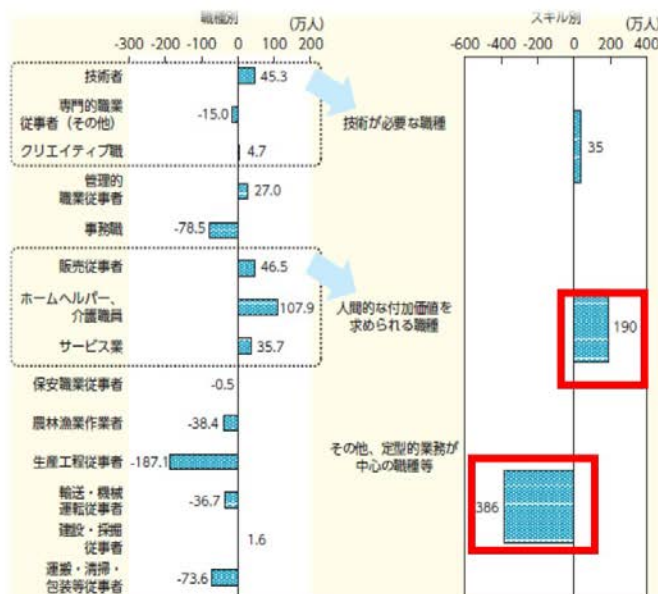 職種別
(万人)
-300 -200 -100 0 100 200
技術者
45.3
専門的職業
従事者（その他）
-15.0
クリエイティブ職
4.7
管理的
職業従事者
27.0
事務職
-78.5
販売従事者
46.5
ホームヘルパー、
介護職員
107.9
サービス業
35.7
保安職業従事者
-0.5
農林漁業作業者
-38.4
生産工程従事者
-187.1
輸送・機械
運転従事者
-36.7
建設・採掘
従事者
1.6
運搬・清掃・
包装等従事者
-73.6
スキル別
(万人)
-600 -400 -200 0 200 400
技術が必要な職種
35
人間的な付加価値を
求められる職種
190
その他、定型的業務が
中心の職種等
386